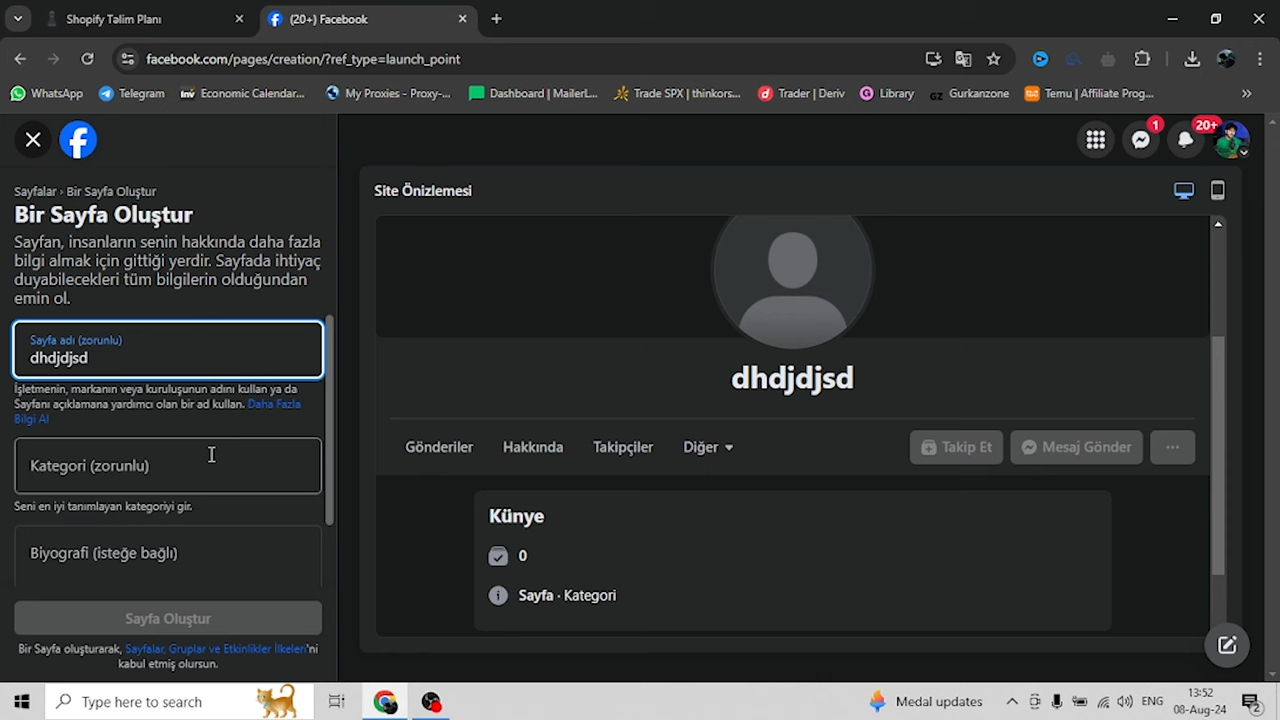 Shopify Təlim Planı
(20+) Facebook
facebook.com/pages/creation/?ref_type=launch_point
WhatsApp
Telegram
Economic Calendar...
My Proxies - Proxy-...
Dashboard | MailerL...
Trade SPX | thinkors...
Trader | Deriv
Library
Gurkanzone
Temu | Affiliate Prog...
1
20+
Sayfalar › Bir Sayfa Oluştur
Bir Sayfa Oluştur
Sayfan, insanların senin hakkında daha fazla
bilgi almak için gittiği yerdir. Sayfada ihtiyaç
duyabilecekleri tüm bilgilerin olduğundan
emin ol.
Sayfa adı (zorunlu)
dhdjdjsd
İşletmenin, markanın veya kuruluşunun adını kullan ya da
Sayfanı açıklamana yardımcı olan bir ad kullan. Daha Fazla
Bilgi Al
Kategori (zorunlu)
Seni en iyi tanımlayan kategoriyi gir.
Biyografi (isteğe bağlı)
Sayfa Oluştur
Bir Sayfa oluşturarak, Sayfalar, Gruplar ve Etkinlikler İlkeleri'ni
kabul etmiş olursun.
Site Önizlemesi
dhdjdjsd
Gönderiler
Hakkında
Takipçiler
Diğer
Takip Et
Mesaj Gönder
Künye
0
Sayfa · Kategori
Type here to search
Medal updates
ENG
13:52
08-Aug-24
2